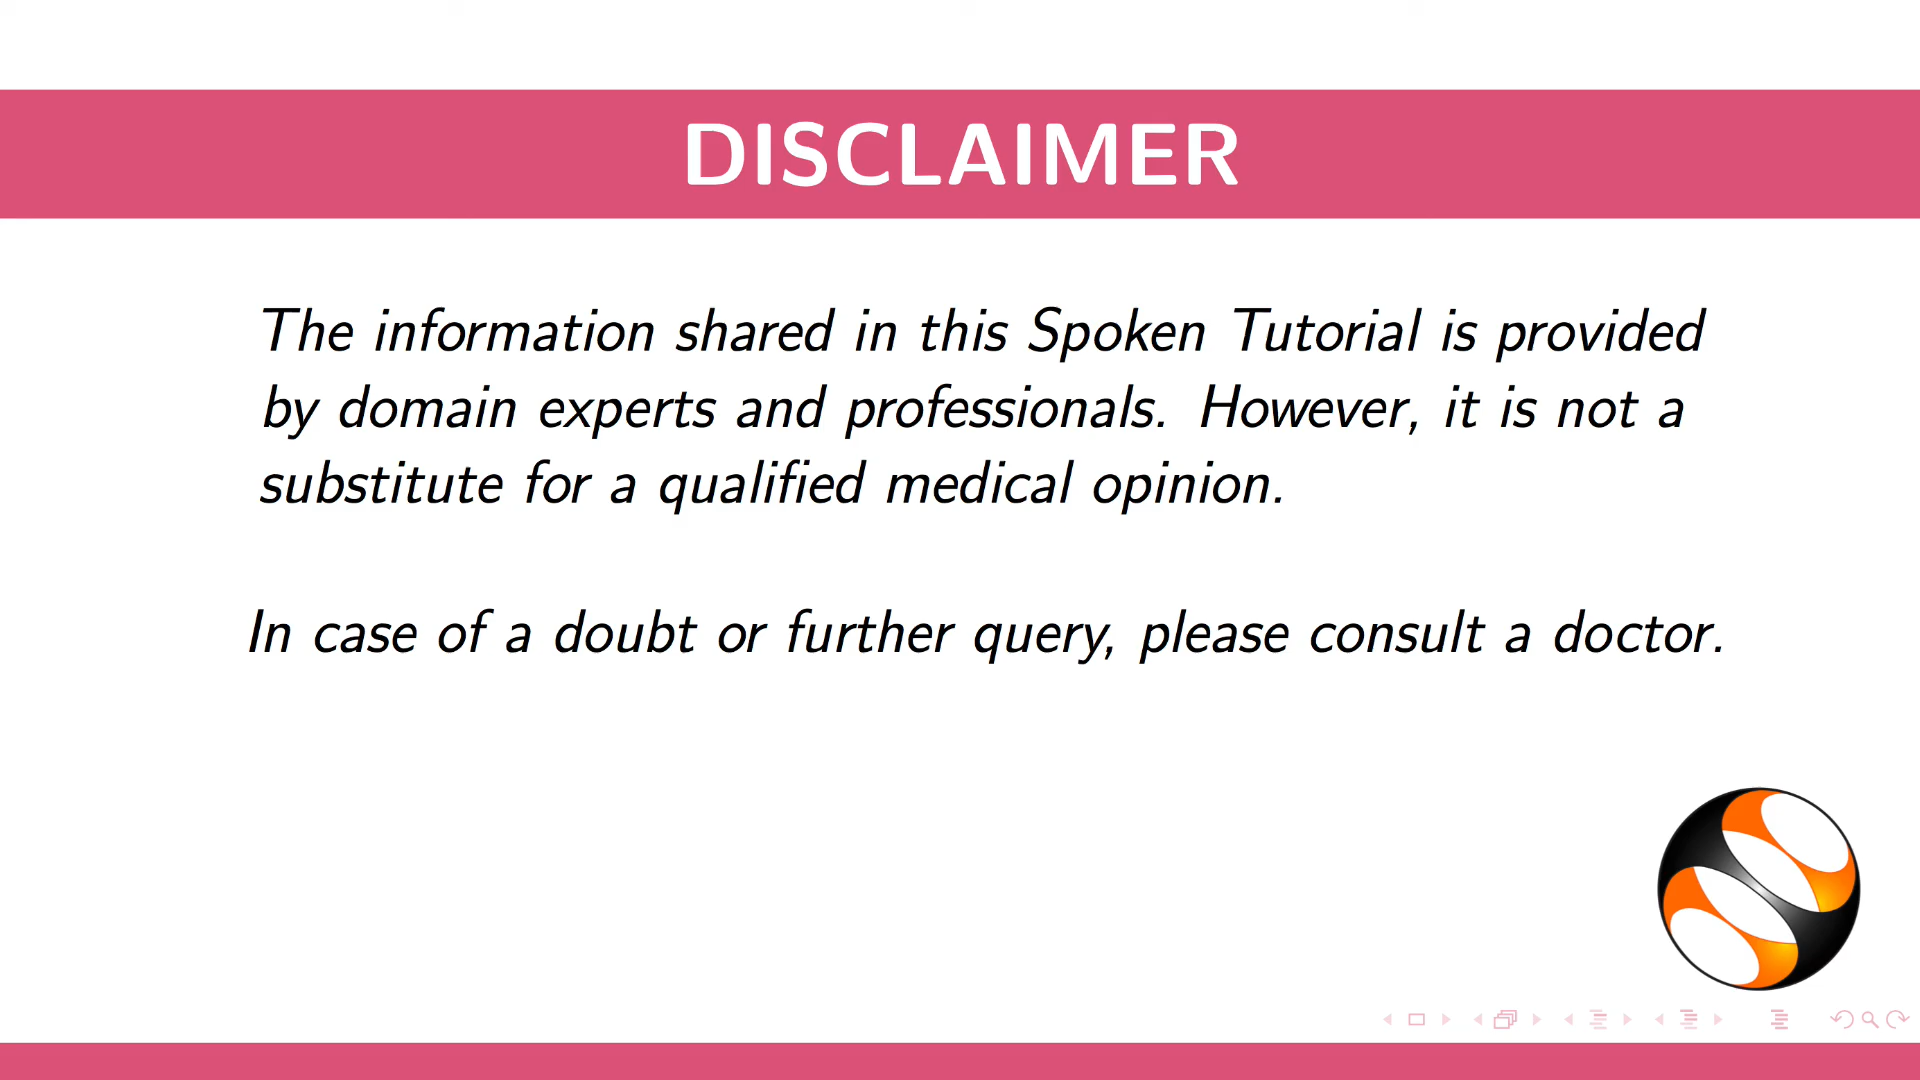 DISCLAIMER
The information shared in this Spoken Tutorial is provided
by domain experts and professionals. However, it is not a
substitute for a qualified medical opinion.
In case of a doubt or further query, please consult a doctor.